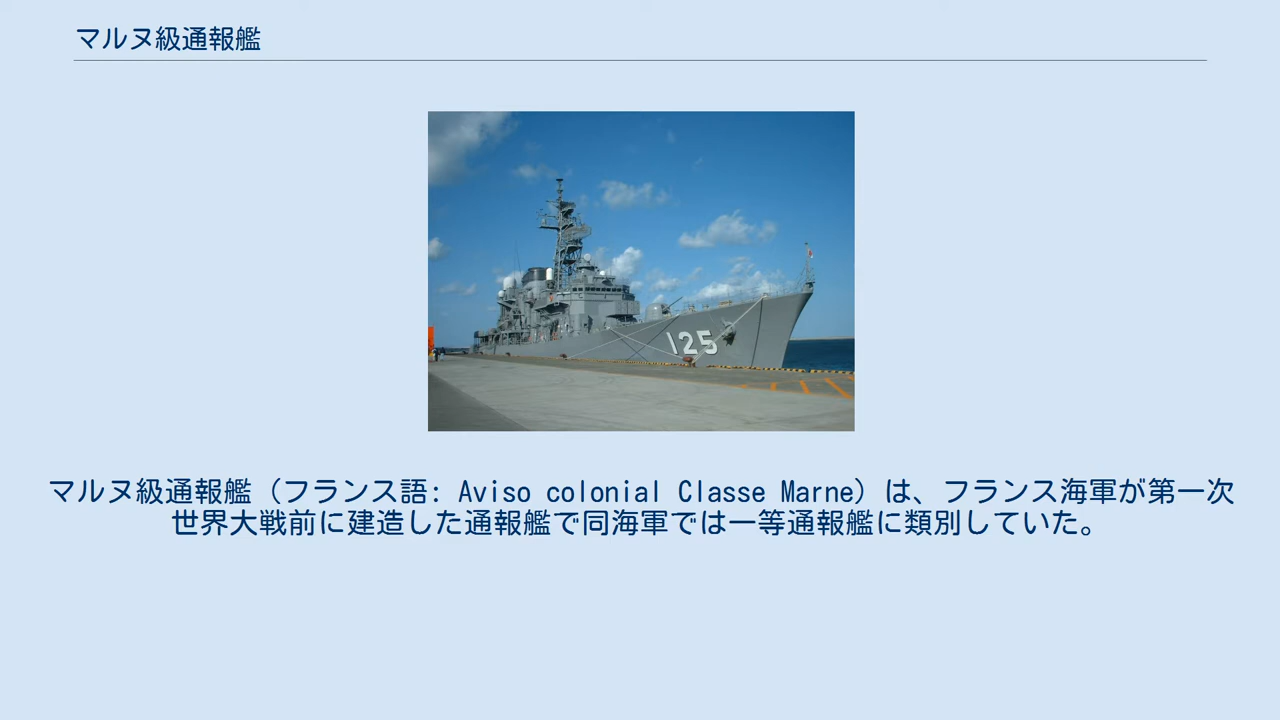 マルヌ級通報艦
125
マルヌ級通報艦（フランス語: Aviso colonial Classe Marne）は、フランス海軍が第一次
世界大戦前に建造した通報艦で同海軍では一等通報艦に類別していた。